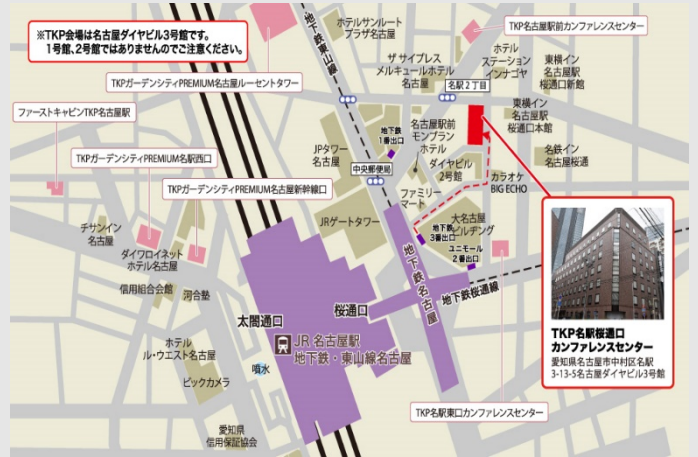 ※TKP会場は名古屋ダイヤビル3号館です。
1号館、2号館ではありませんのでご注意ください。
ホテルサンルート
プラザ名古屋
地下鉄東山線
TKP名古屋駅前カンファレンスセンター
ザ サイプレス
メルキュールホテル
名古屋
ホテル
ステーション
インナゴヤ
東横イン
名古屋駅
桜通口新館
TKPガーデンシティPREMIUM名古屋ルーセントタワー
名駅2丁目
ファーストキャビンTKP名古屋駅
東横イン
名古屋駅
桜通口本館
地下鉄
1番出口
名古屋駅前
モンブラン
ホテル
JPタワー
名古屋
TKPガーデンシティPREMIUM名駅西口
中央郵便局
ダイヤビル
2号館
名鉄イン
名古屋桜通
カラオケ
BIG ECHO
TKPガーデンシティPREMIUM名古屋新幹線口
ファミリー
マート
JRゲートタワー
大名古屋
ビルヂング
地下鉄
3番出口
ユニモール
2番出口
チサンイン
名古屋
ダイワロイネット
ホテル名古屋
信用組合会館
河合塾
地下鉄名古屋
地下鉄桜通線
桜通口
太閤通口
JR 名古屋駅
地下鉄・東山線名古屋
ホテル
ル・ウエスト名古屋
噴水
ビックカメラ
愛知県
信用保証協会
TKP名駅東口カンファレンスセンター
TKP名駅桜通口
カンファレンスセンター
愛知県名古屋市中村区名駅
3-13-5名古屋ダイヤビル3号館